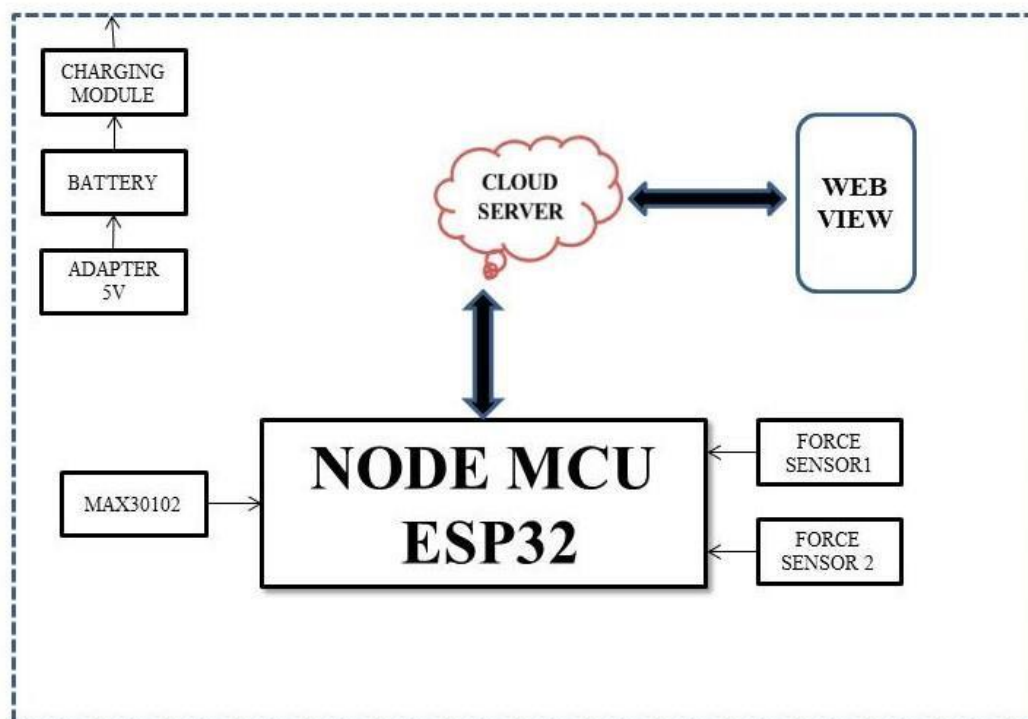 CHARGING
MODULE
BATTERY
ADAPTER
5V
CLOUD
SERVER
WEB
VIEW
NODE MCU
ESP32
MAX30102
FORCE
SENSOR1
FORCE
SENSOR 2